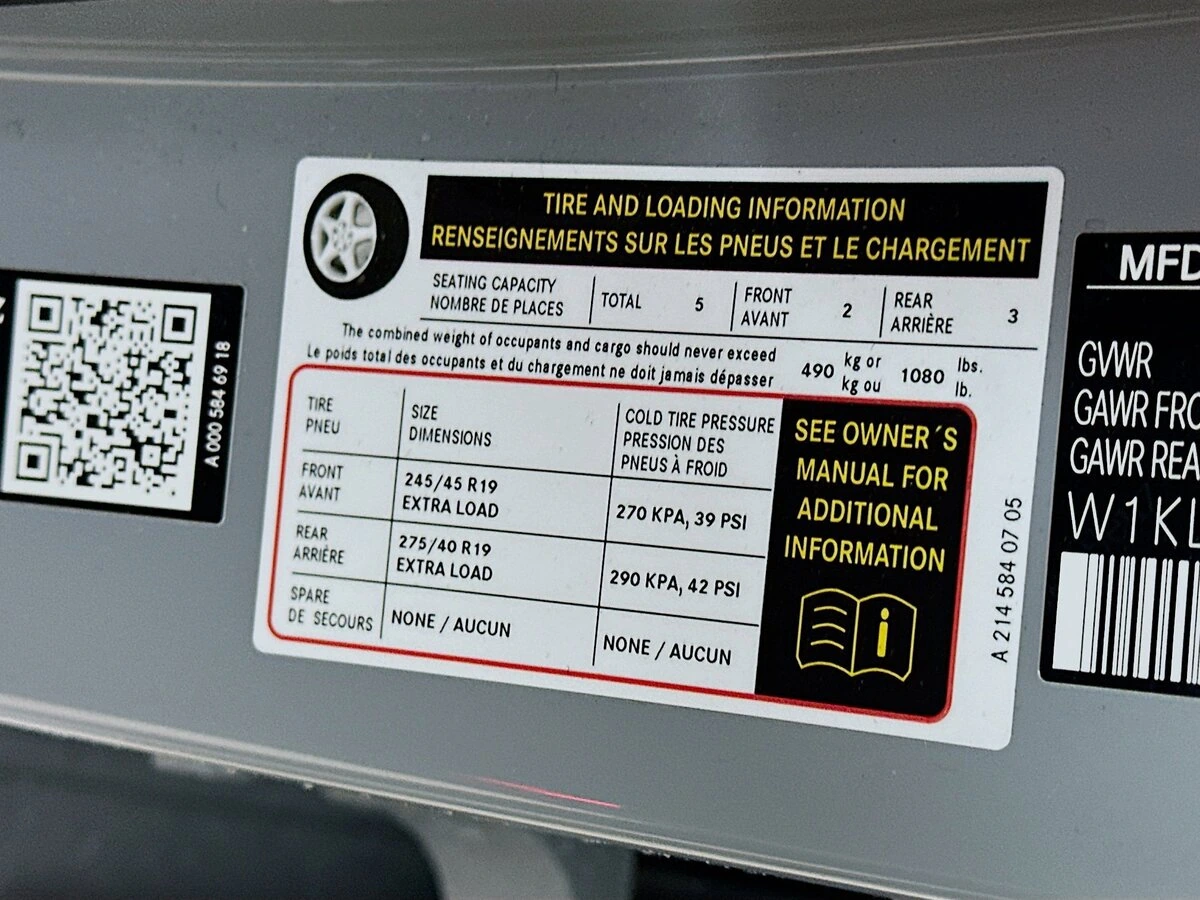 A 000 584 69 18
TIRE AND LOADING INFORMATION
RENSEIGNEMENTS SUR LES PNEUS ET LE CHARGEMENT
SEATING CAPACITY
NOMBRE DE PLACES
TOTAL 5
FRONT
AVANT
2
REAR
ARRIÈRE
3
The combined weight of occupants and cargo should never exceed
Le poids total des occupants et du chargement ne doit jamais dépasser
490 kg or
kg ou
1080 lbs.
lb.
TIRE
PNEU
SIZE
DIMENSIONS
COLD TIRE PRESSURE
PRESSION DES
PNEUS À FROID
FRONT
AVANT
245/45 R19
EXTRA LOAD
270 KPA, 39 PSI
REAR
ARRIÈRE
275/40 R19
EXTRA LOAD
290 KPA, 42 PSI
SPARE
DE SECOURS
NONE / AUCUN
NONE / AUCUN
SEE OWNER´S
MANUAL FOR
ADDITIONAL
INFORMATION
A 214 584 07 05
MFD
GVWR
GAWR FRO
GAWR REA
W1K